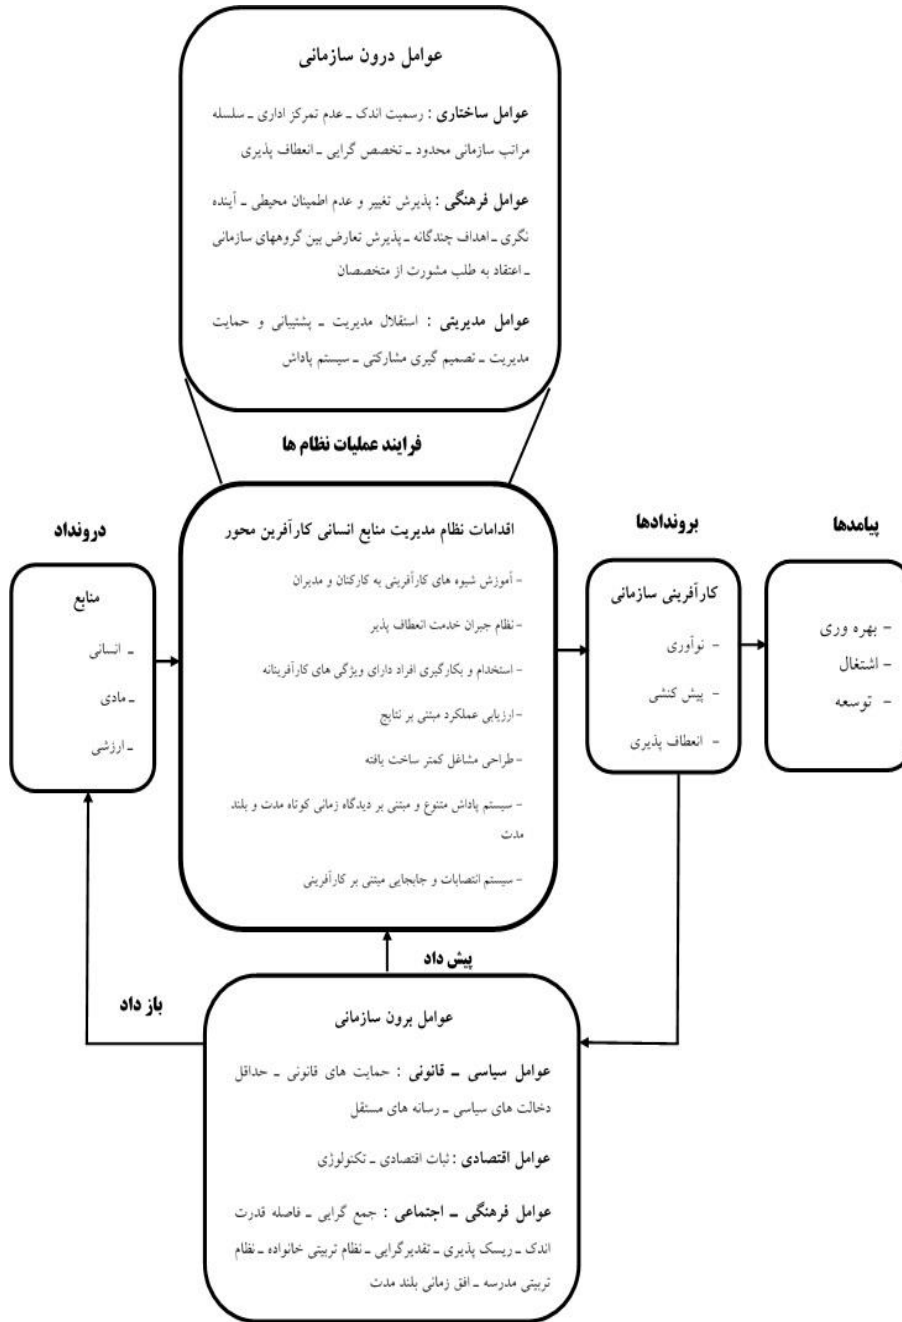 عوامل درون سازمانی
عوامل ساختاری : رسمیت اندک ـ عدم تمرکز اداری ـ سلسله
مراتب سازمانی محدود ـ تخصص گرایی ـ انعطاف پذیری
عوامل فرهنگی : پذیرش تغییر و عدم اطمینان محیطی ـ آینده
نگری ـ اهداف چندگانه ـ پذیرش تعارض بین گروههای سازمانی
ـ اعتقاد به طلب مشورت از متخصصان
عوامل مدیریتی : استقلال مدیریت ـ پشتیبانی و حمایت
مدیریت ـ تصمیم گیری مشارکتی ـ سیستم پاداش
فرایند عملیات نظام ها
درونداد
منابع
ـ انسانی
ـ مادی
ـ ارزشی
اقدامات نظام مدیریت منابع انسانی کارآفرین محور
- آموزش شیوه های کارآفرینی به کارکنان و مدیران
- نظام جبران خدمت انعطاف پذیر
- استخدام و بکارگیری افراد دارای ویژگی های کارآفرینانه
- ارزیابی عملکرد مبتنی بر نتایج
- طراحی مشاغل کمتر ساخت یافته
- سیستم پاداش متنوع و مبتنی بر دیدگاه زمانی کوتاه مدت و بلند
مدت
- سیستم انتصابات و جابجایی مبتنی بر کارآفرینی
بروندادها
کارآفرینی سازمانی
- نوآوری
- پیش کنشی
- انعطاف پذیری
پیامدها
- بهره وری
- اشتغال
- توسعه
پیش داد
باز داد
عوامل برون سازمانی
عوامل سیاسی ـ قانونی : حمایت های قانونی ـ حداقل
دخالت های سیاسی ـ رسانه های مستقل
عوامل اقتصادی : ثبات اقتصادی ـ تکنولوژی
عوامل فرهنگی ـ اجتماعی : جمع گرایی ـ فاصله قدرت
اندک ـ ریسک پذیری ـ تقدیرگرایی ـ نظام تربیتی خانواده ـ نظام
تربیتی مدرسه ـ افق زمانی بلند مدت